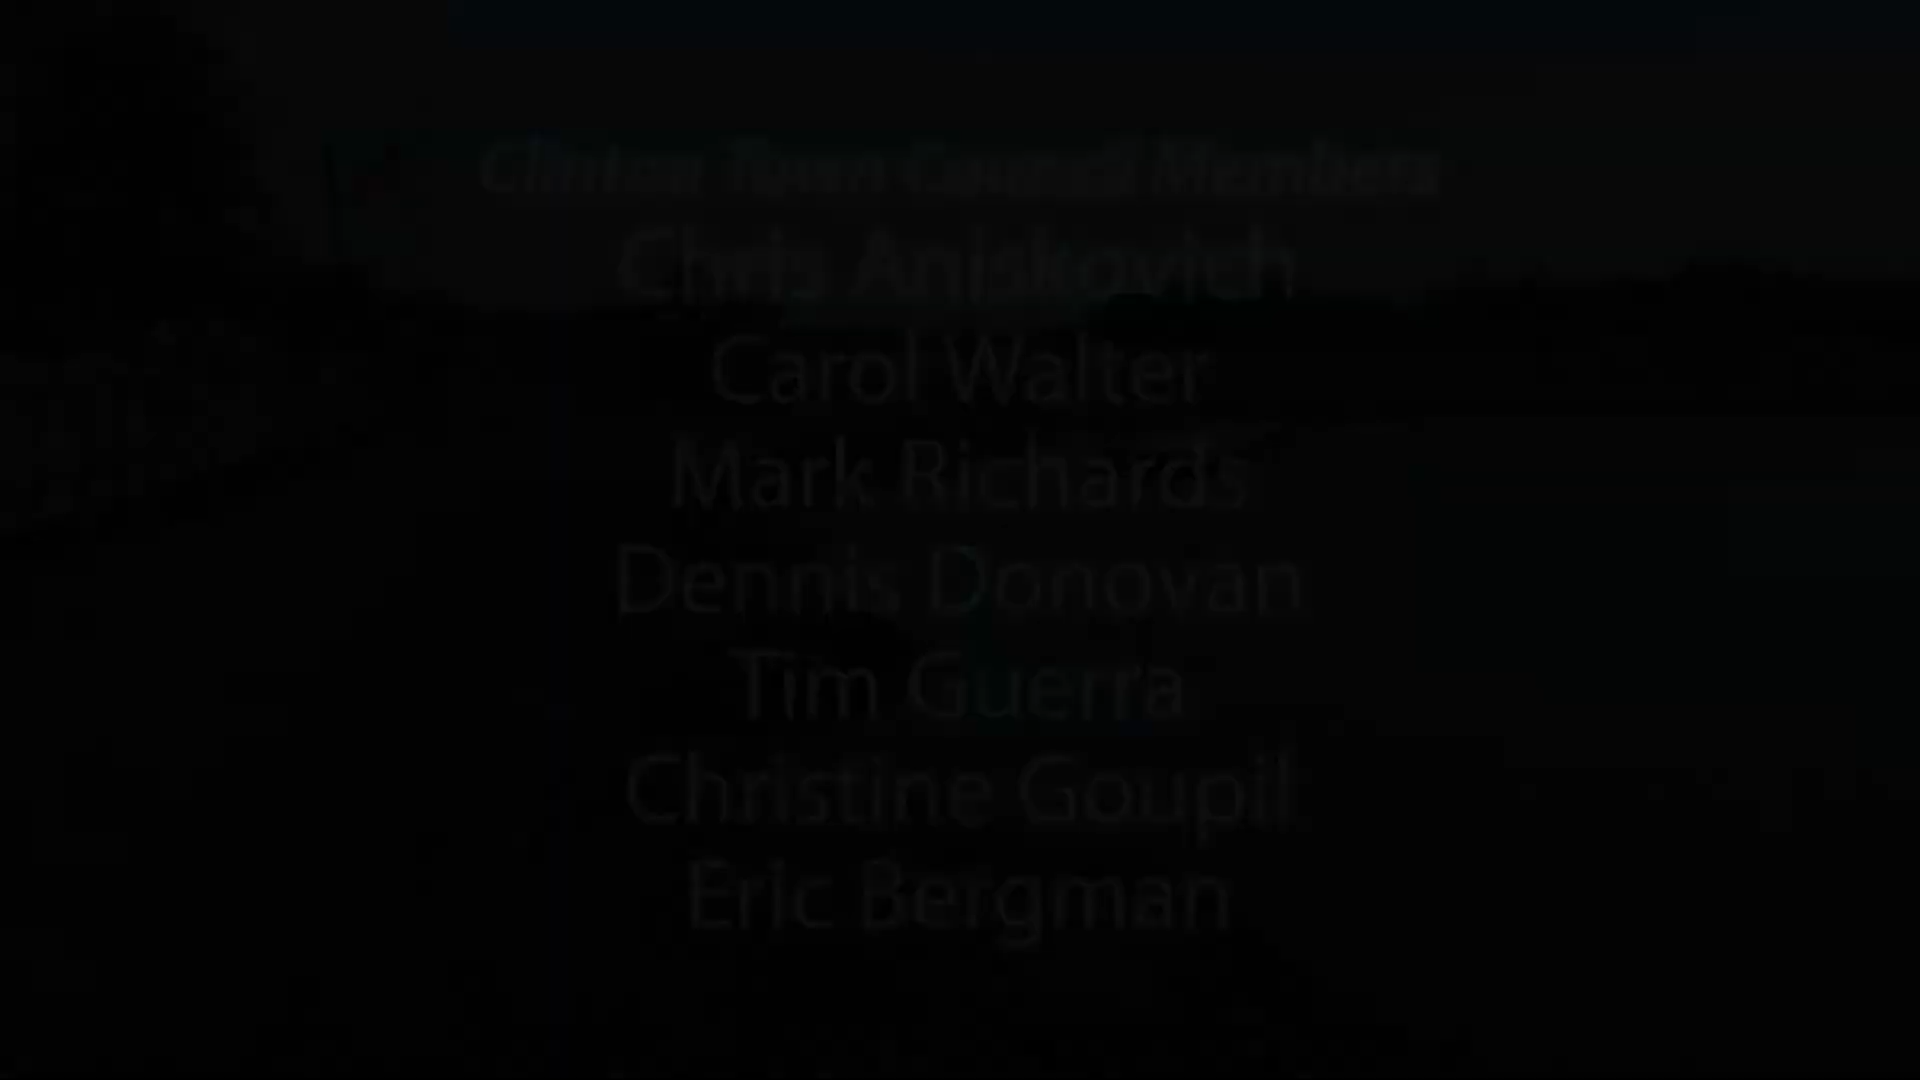 Clinton Town Council Members
Chris Aniskovich
Carol Walter
Mark Richards
Dennis Donovan
Tim Guerra
Christine Goupil
Eric Bergman